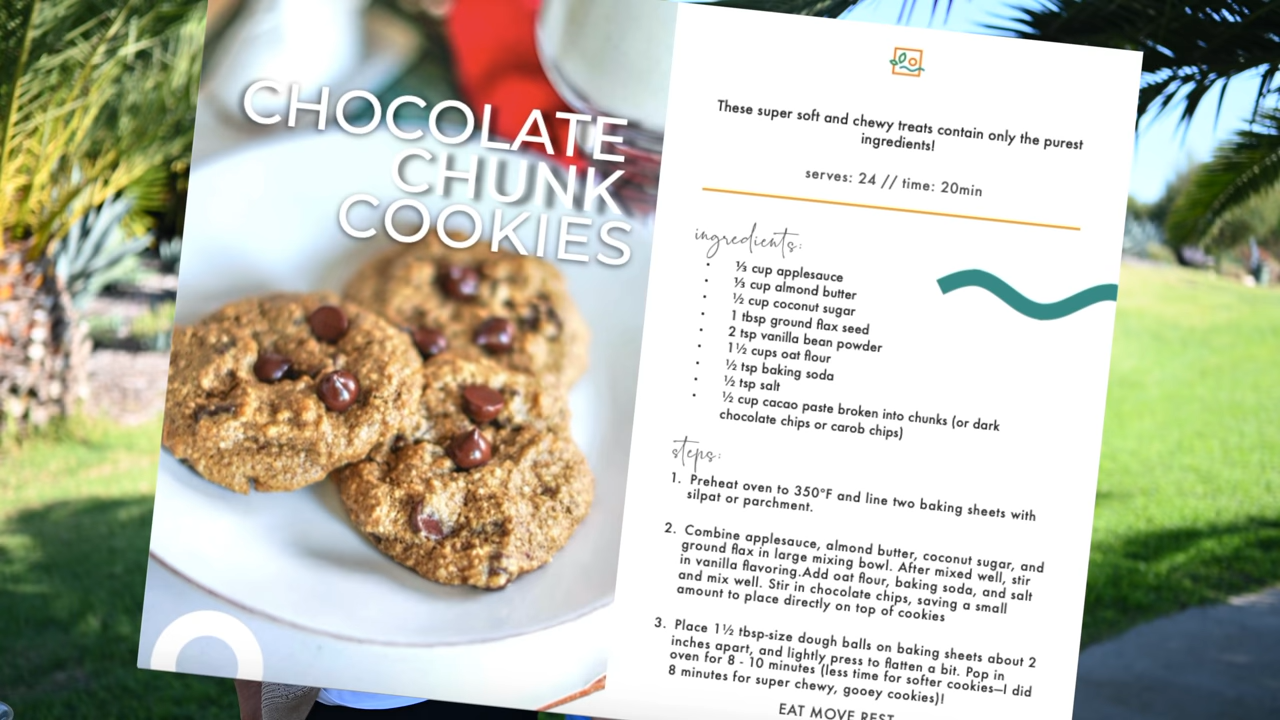 CHOCOLATE
CHUNK
COOKIES
These super soft and chewy treats contain only the purest
ingredients!
serves: 24 // time: 20min
ingredients:
• ⅓ cup applesauce
• ⅓ cup almond butter
• ½ cup coconut sugar
• 1 tbsp ground flax seed
• 2 tsp vanilla bean powder
• 1½ cups oat flour
• ½ tsp baking soda
• ½ tsp salt
• ½ cup cacao paste broken into chunks (or dark
chocolate chips or carob chips)
steps:
1. Preheat oven to 350°F and line two baking sheets with
silpat or parchment.
2. Combine applesauce, almond butter, coconut sugar, and
ground flax in large mixing bowl. After mixed well, stir
in vanilla flavoring.Add oat flour, baking soda, and salt
and mix well. Stir in chocolate chips, saving a small
amount to place directly on top of cookies
3. Place 1½ tbsp-size dough balls on baking sheets about 2
inches apart, and lightly press to flatten a bit. Pop in
oven for 8 - 10 minutes (less time for softer cookies—I did
8 minutes for super chewy, gooey cookies)!
EAT MOVE REST